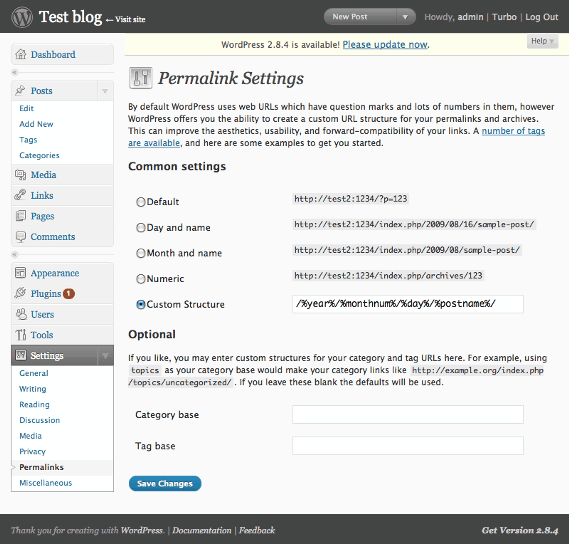 Test blog ← Visit site
New Post
Howdy, admin | Turbo | Log Out
WordPress 2.8.4 is available! Please update now.
Help
Dashboard
Posts
Edit
Add New
Tags
Categories
Media
Links
Pages
Comments
Appearance
Plugins 1
Users
Tools
Settings
General
Writing
Reading
Discussion
Media
Privacy
Permalinks
Miscellaneous
Permalink Settings
By default WordPress uses web URLs which have question marks and lots of numbers in them, however
WordPress offers you the ability to create a custom URL structure for your permalinks and archives.
This can improve the aesthetics, usability, and forward-compatibility of your links. A number of tags
are available, and here are some examples to get you started.
Common settings
Default http://test2:1234/?p=123
Day and name http://test2:1234/index.php/2009/08/16/sample-post/
Month and name http://test2:1234/index.php/2009/08/sample-post/
Numeric http://test2:1234/index.php/archives/123
Custom Structure /%year%/%monthnum%/%day%/%postname%/
Optional
If you like, you may enter custom structures for your category and tag URLs here. For example, using
topics as your category base would make your category links like http://example.org/index.php
/topics/uncategorized/ . If you leave these blank the defaults will be used.
Category base
Tag base
Save Changes
Thank you for creating with WordPress. | Documentation | Feedback
Get Version 2.8.4